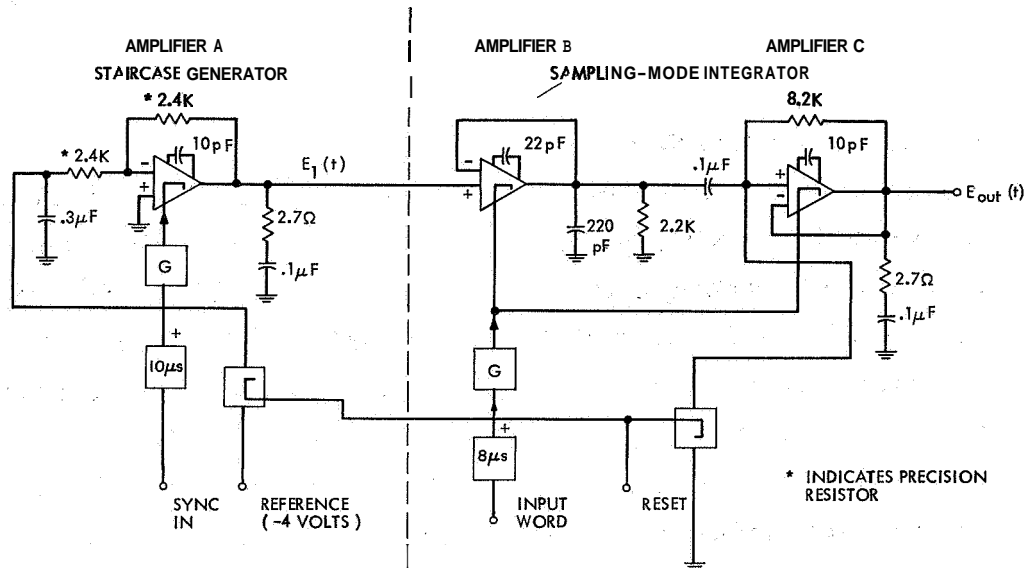 AMPLIFIER A
STAIRCASE GENERATOR
AMPLIFIER B
AMPLIFIER C
SAMPLING-MODE INTEGRATOR
* 2.4K
10pF
* 2.4K
-
+
.3μF
E1 (t)
2.7Ω
.1μF
G
+
10μs
SYNC
IN
REFERENCE
(-4 VOLTS)
22pF
-
+
220
pF
2.2K
.1μF
8.2K
10pF
+
-
E out (t)
2.7Ω
.1μF
G
+
8μs
INPUT
WORD
RESET
* INDICATES PRECISION
RESISTOR